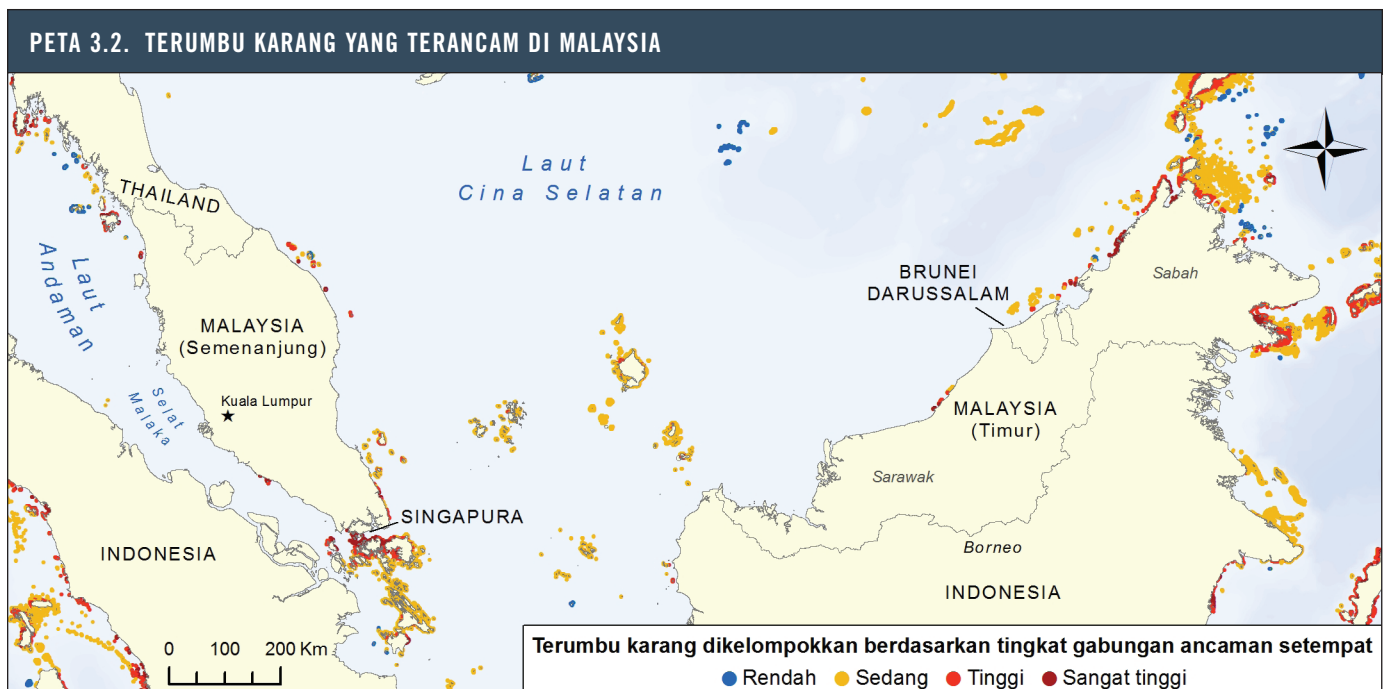 PETA 3.2. TERUMBU KARANG YANG TERANCAM DI MALAYSIA
Laut
Cina Selatan
THAILAND
Laut
Andaman
BRUNEI
DARUSSALAM
Sabah
MALAYSIA
(Semenanjung)
Selat
Malaka
Kuala Lumpur
MALAYSIA
(Timur)
Sarawak
SINGAPURA
INDONESIA
Borneo
INDONESIA
0 100 200 Km
Terumbu karang dikelompokkan berdasarkan tingkat gabungan ancaman setempat
Rendah Sedang Tinggi Sangat tinggi